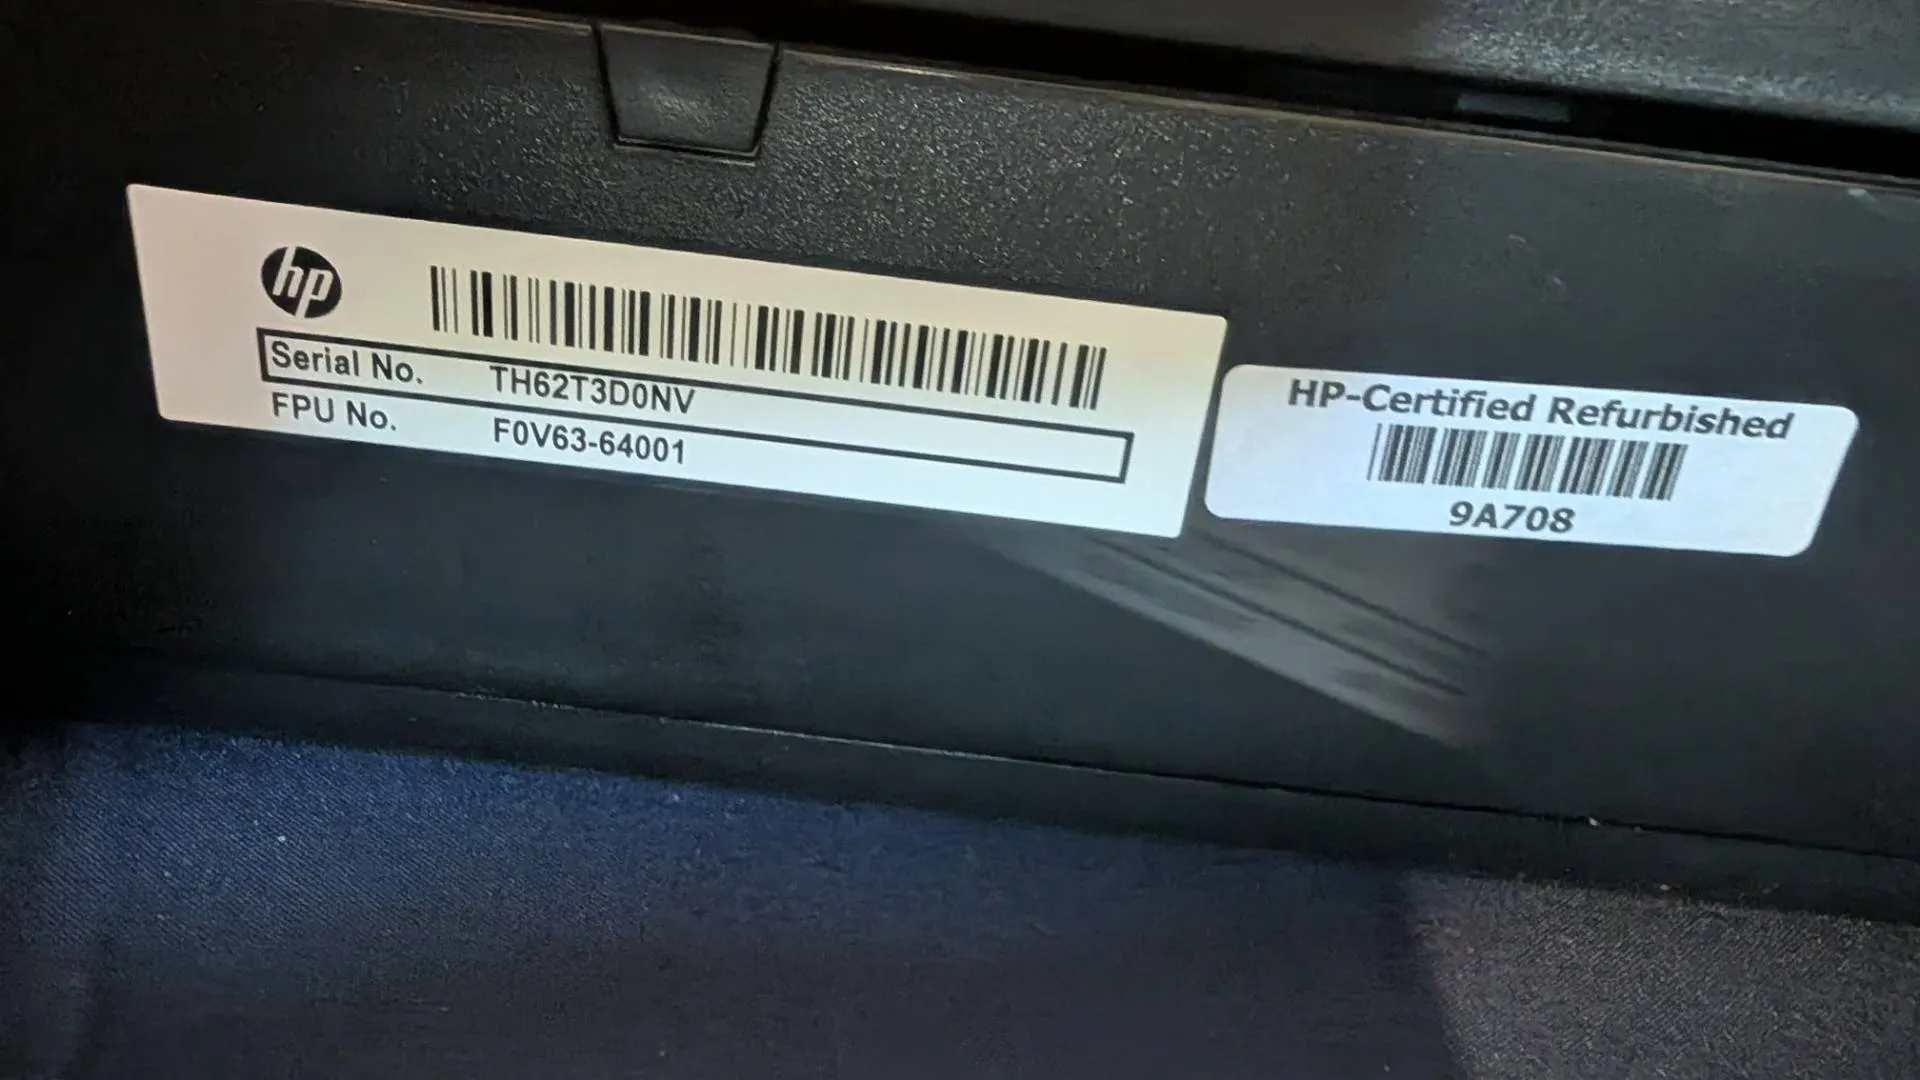 hp
Serial No. TH62T3D0NV
FPU No. F0V63-64001
HP-Certified Refurbished
9A708